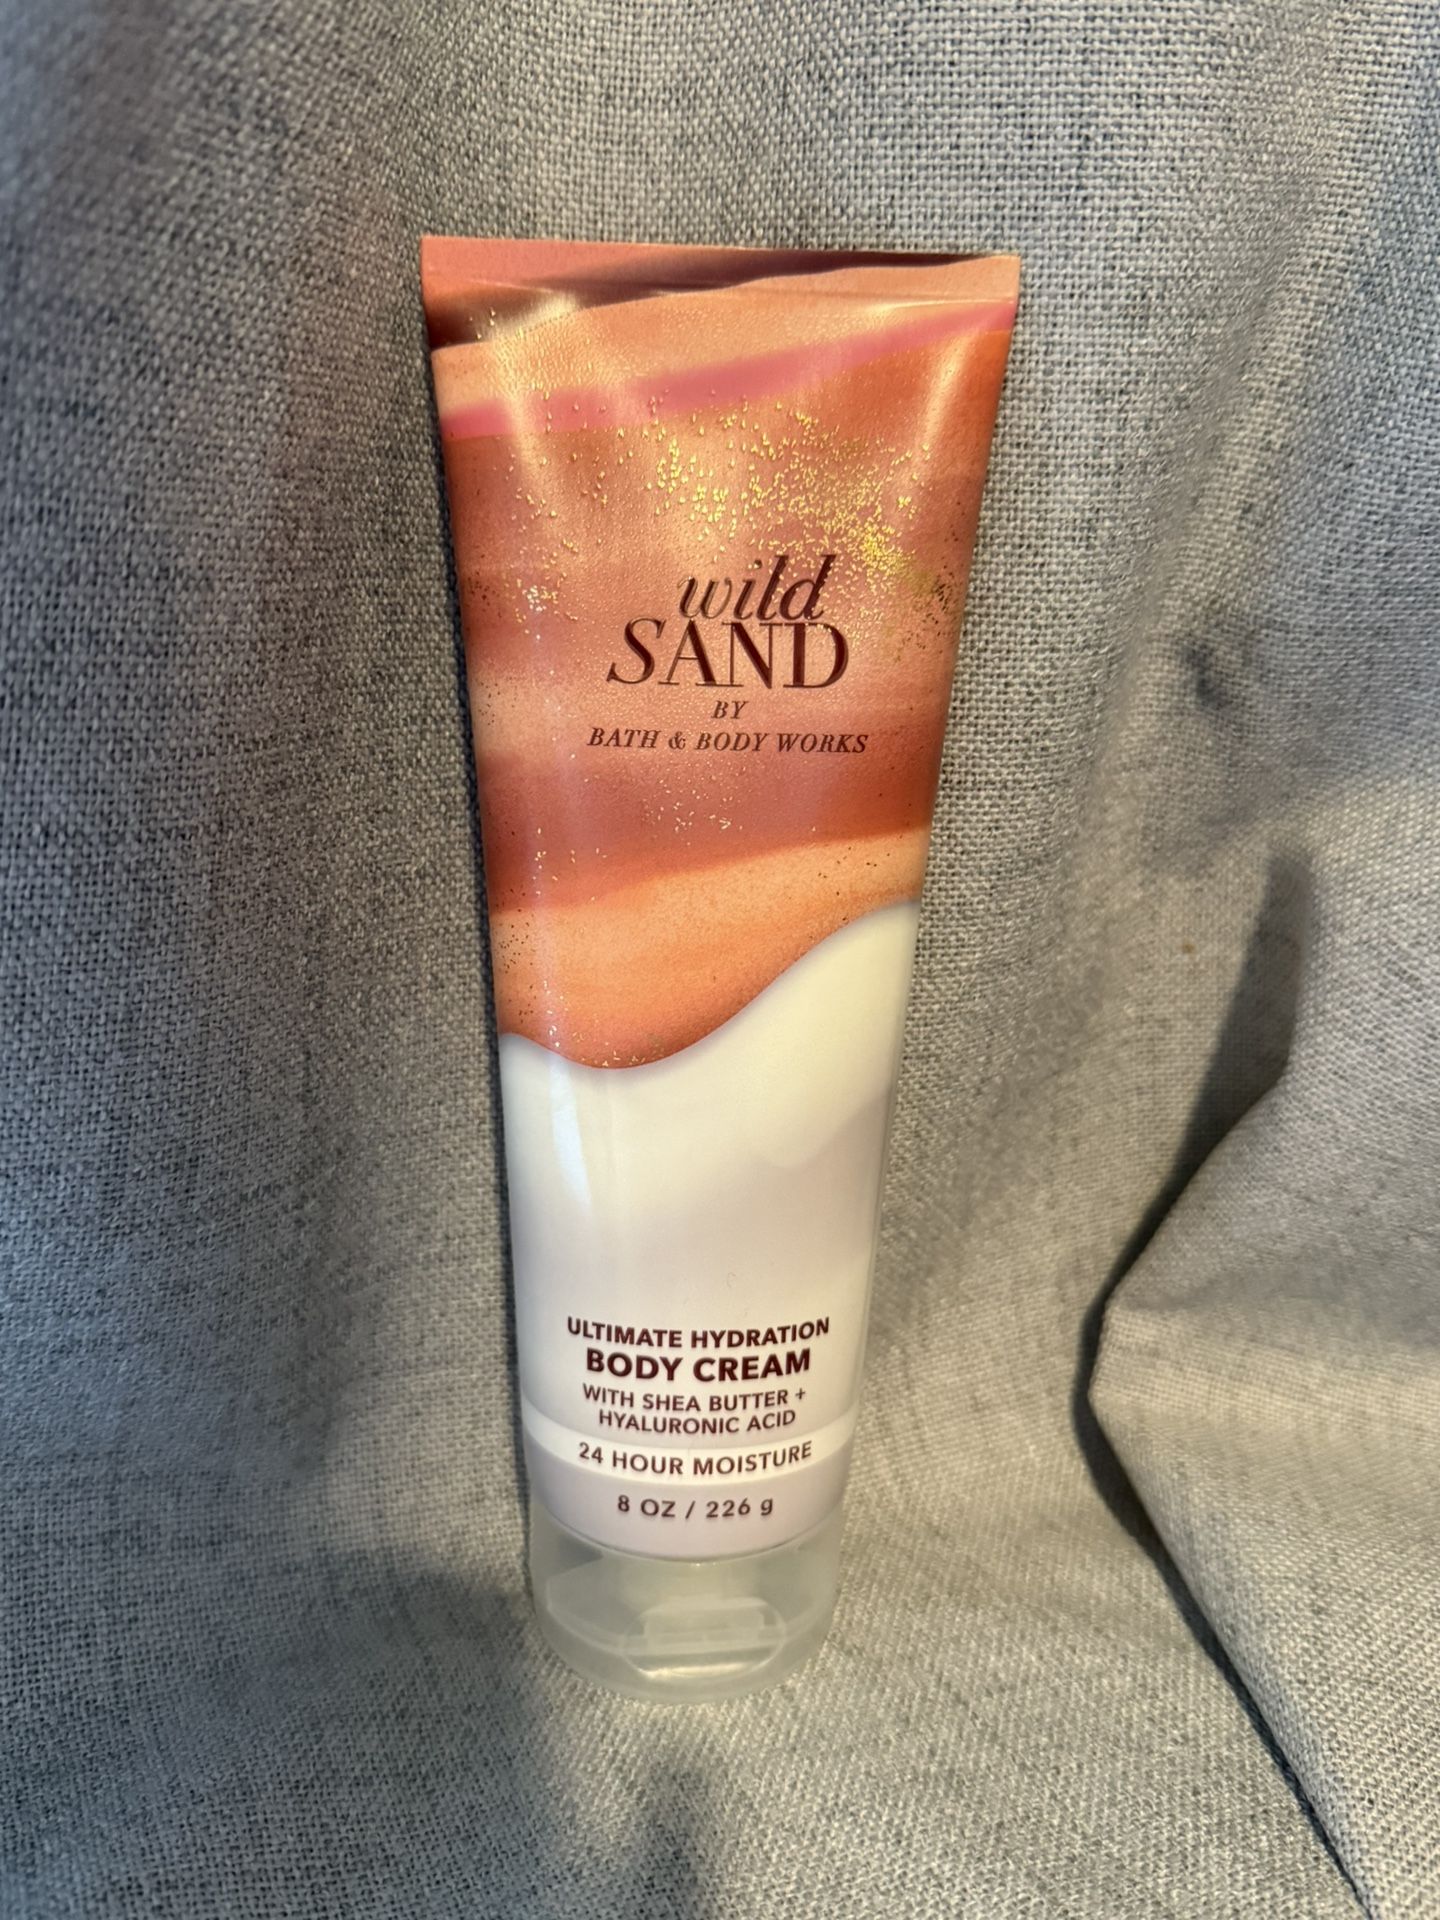 wild
SAND
BY
BATH & BODY WORKS
ULTIMATE HYDRATION
BODY CREAM
WITH SHEA BUTTER +
HYALURONIC ACID
24 HOUR MOISTURE
8 OZ / 226 g